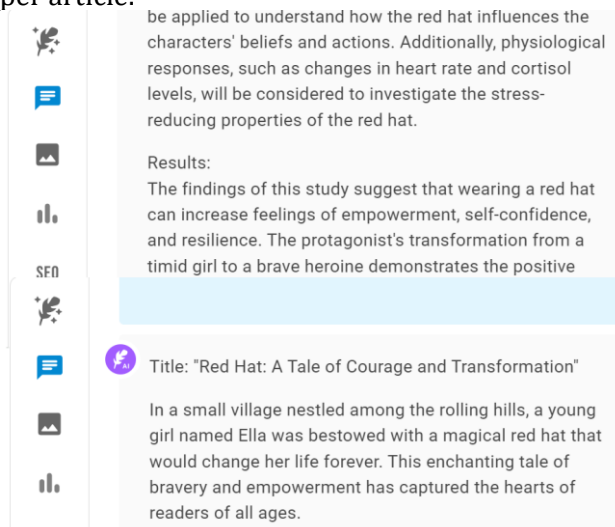 per article.
be applied to understand how the red hat influences the
characters' beliefs and actions. Additionally, physiological
responses, such as changes in heart rate and cortisol
levels, will be considered to investigate the stress-
reducing properties of the red hat.
Results:
The findings of this study suggest that wearing a red hat
can increase feelings of empowerment, self-confidence,
and resilience. The protagonist's transformation from a
timid girl to a brave heroine demonstrates the positive
SEO
AI
Title: "Red Hat: A Tale of Courage and Transformation"
In a small village nestled among the rolling hills, a young
girl named Ella was bestowed with a magical red hat that
would change her life forever. This enchanting tale of
bravery and empowerment has captured the hearts of
readers of all ages.